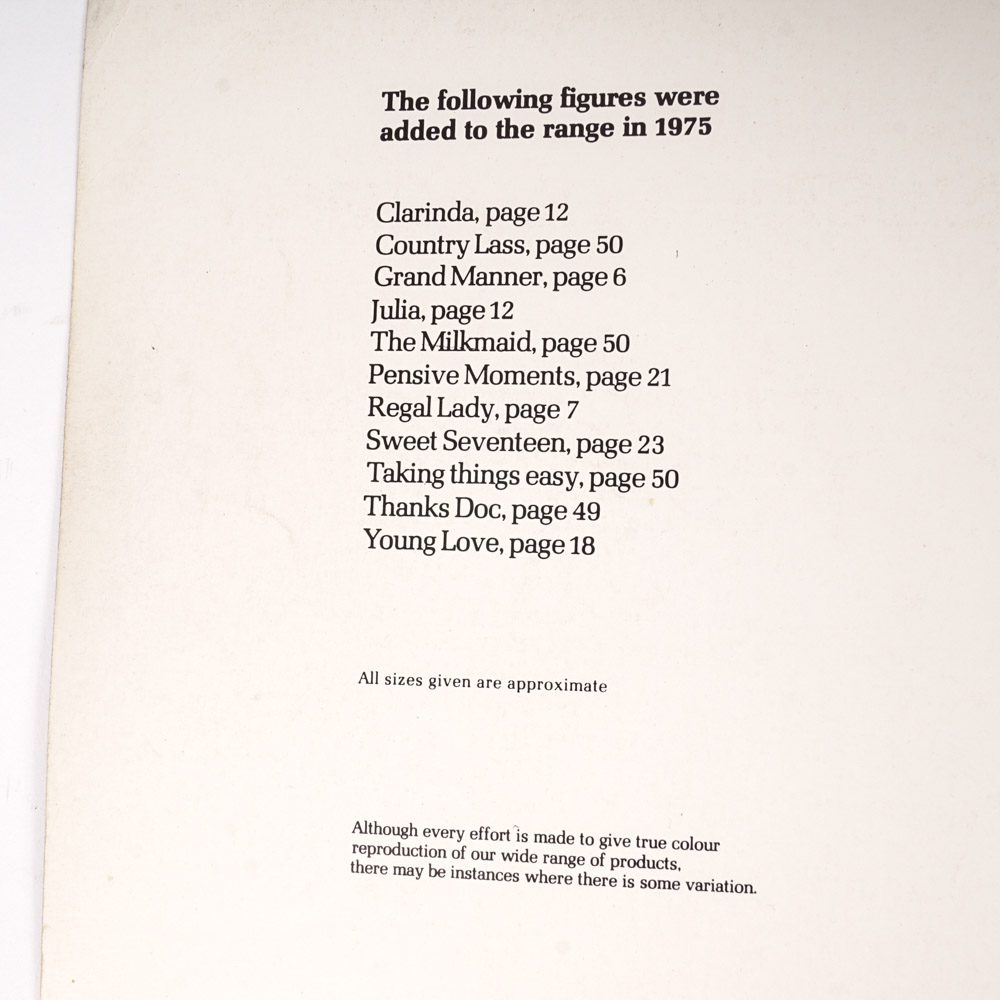 The following figures were
added to the range in 1975
Clarinda, page 12
Country Lass, page 50
Grand Manner, page 6
Julia, page 12
The Milkmaid, page 50
Pensive Moments, page 21
Regal Lady, page 7
Sweet Seventeen, page 23
Taking things easy, page 50
Thanks Doc, page 49
Young Love, page 18
All sizes given are approximate
Although every effort is made to give true colour
reproduction of our wide range of products,
there may be instances where there is some variation.